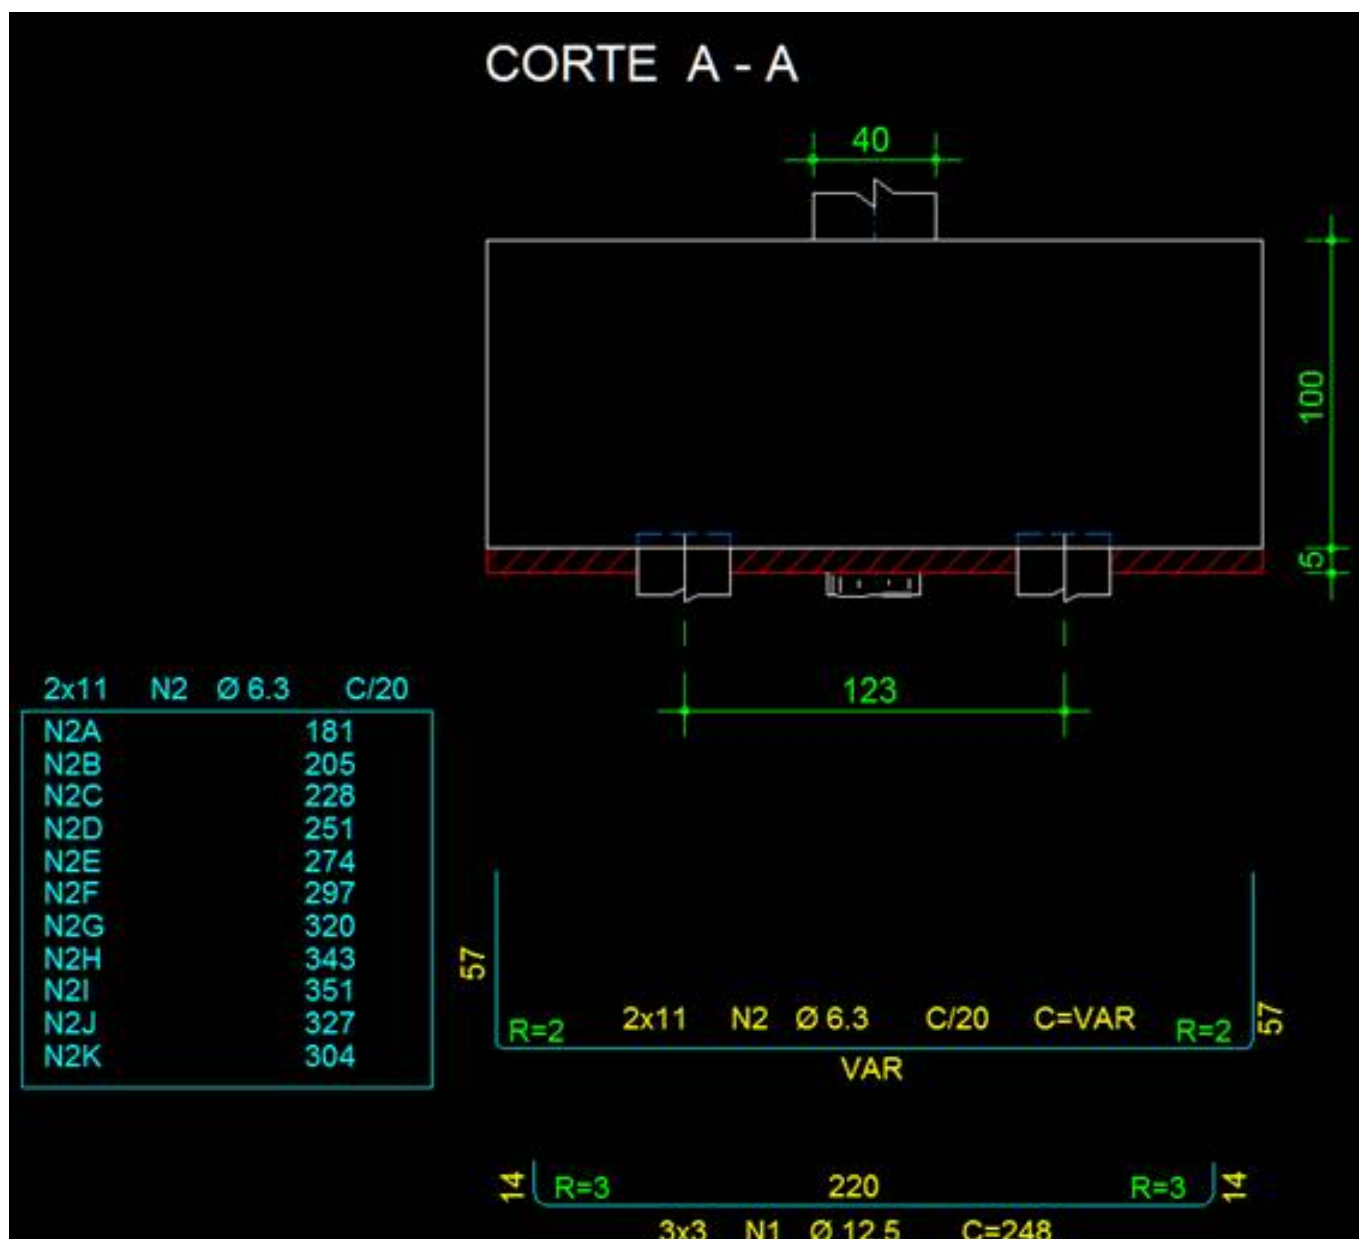 CORTE A - A
40
100
5
123
2x11 N2 Ø 6.3 C/20
N2A 181
N2B 205
N2C 228
N2D 251
N2E 274
N2F 297
N2G 320
N2H 343
N2I 351
N2J 327
N2K 304
57
57
R=2 2x11 N2 Ø 6.3 C/20 C=VAR R=2
VAR
14 R=3 220 R=3 14
3x3 N1 Ø 12.5 C=248